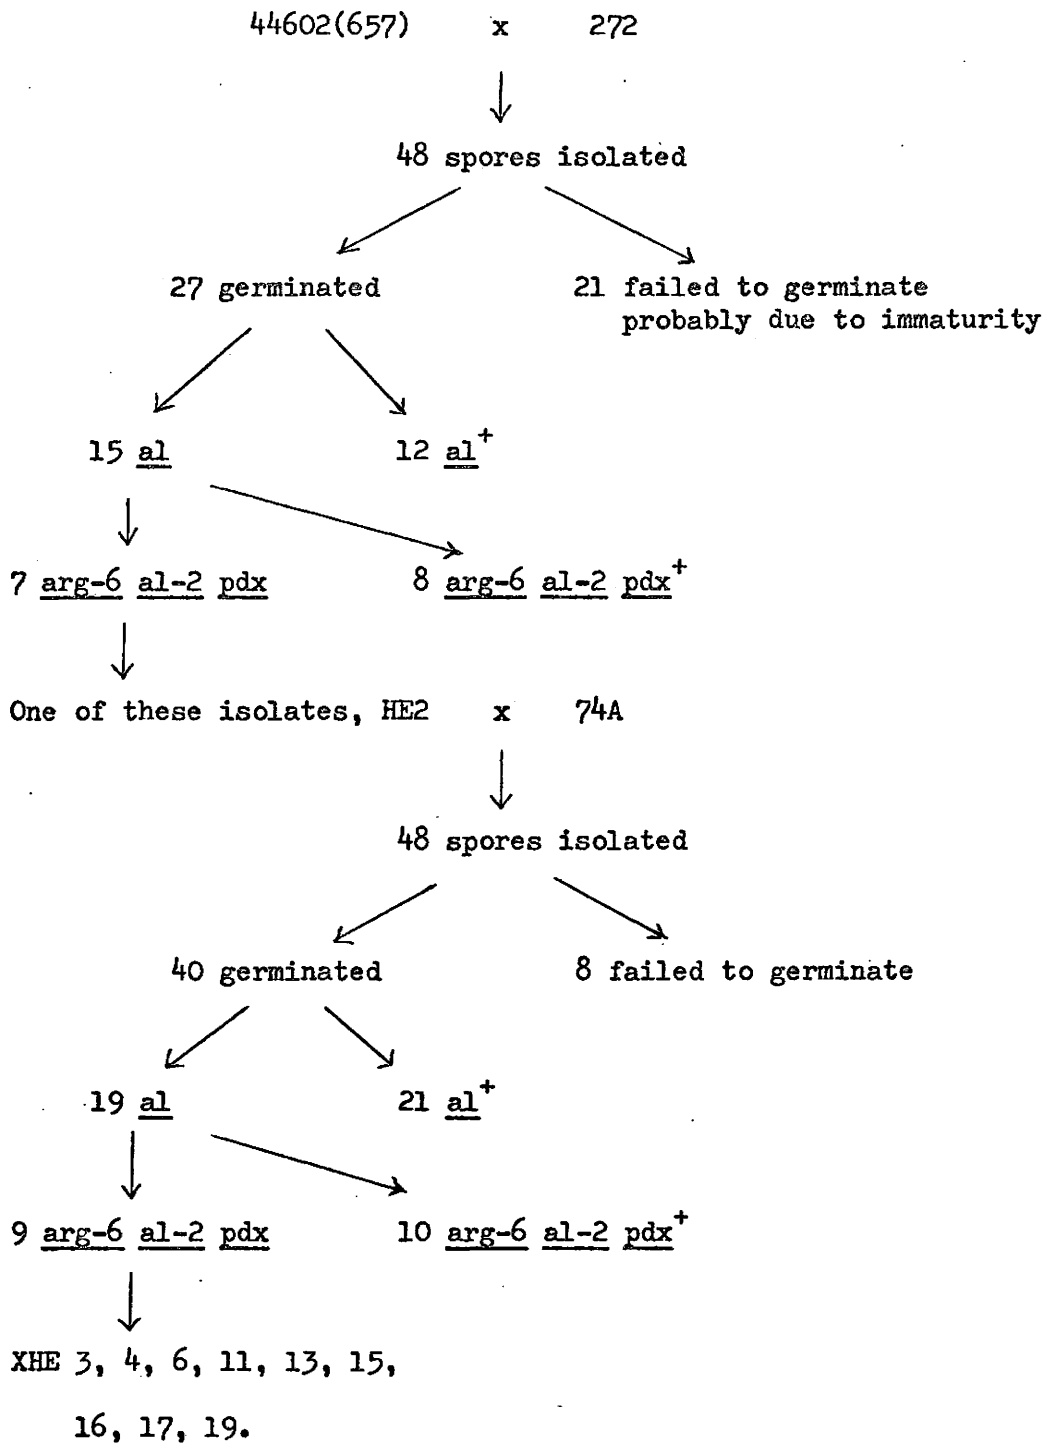 44602(657) x 272
48 spores isolated
27 germinated 21 failed to germinate
probably due to immaturity
15 al 12 al+
7 arg-6 al-2 pdx 8 arg-6 al-2 pdx+
One of these isolates, HE2 x 74A
48 spores isolated
40 germinated 8 failed to germinate
19 al 21 al+
9 arg-6 al-2 pdx 10 arg-6 al-2 pdx+
XHE 3, 4, 6, 11, 13, 15,
16, 17, 19.